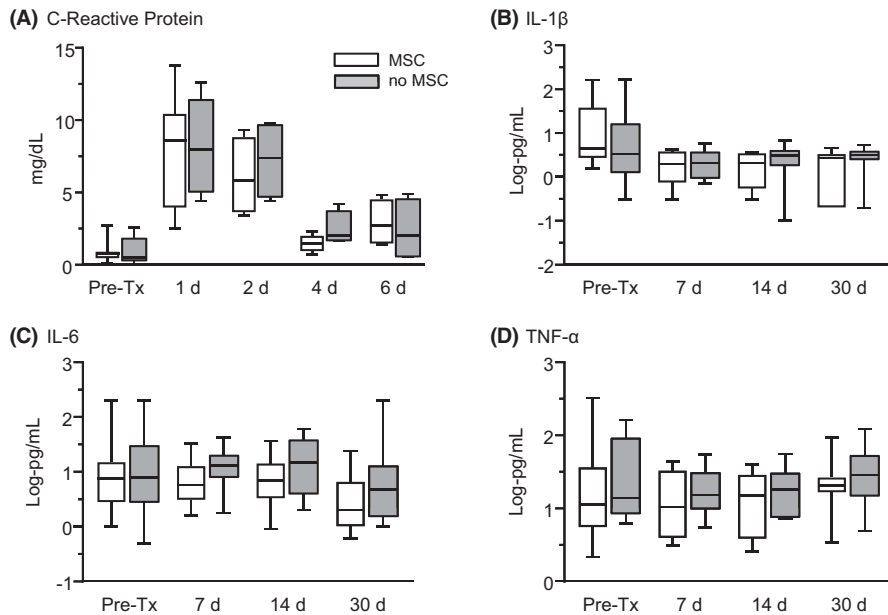 (A) C-Reactive Protein
15
10
5
0
mg/dL
MSC
no MSC
Pre-Tx 1 d 2 d 4 d 6 d
(B) IL-1β
3
2
1
0
-1
-2
Log-pg/mL
Pre-Tx 7 d 14 d 30 d
(C) IL-6
3
2
1
0
-1
Log-pg/mL
Pre-Tx 7 d 14 d 30 d
(D) TNF-α
3
2
1
0
Log-pg/mL
Pre-Tx 7 d 14 d 30 d